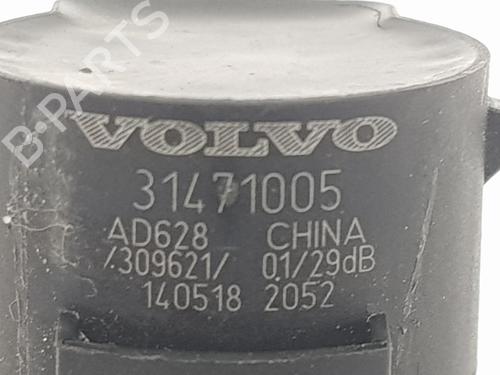 B-PARTS
VOLVO
31471005
AD628 CHINA
/309621/ 01/29dB
140518 2052